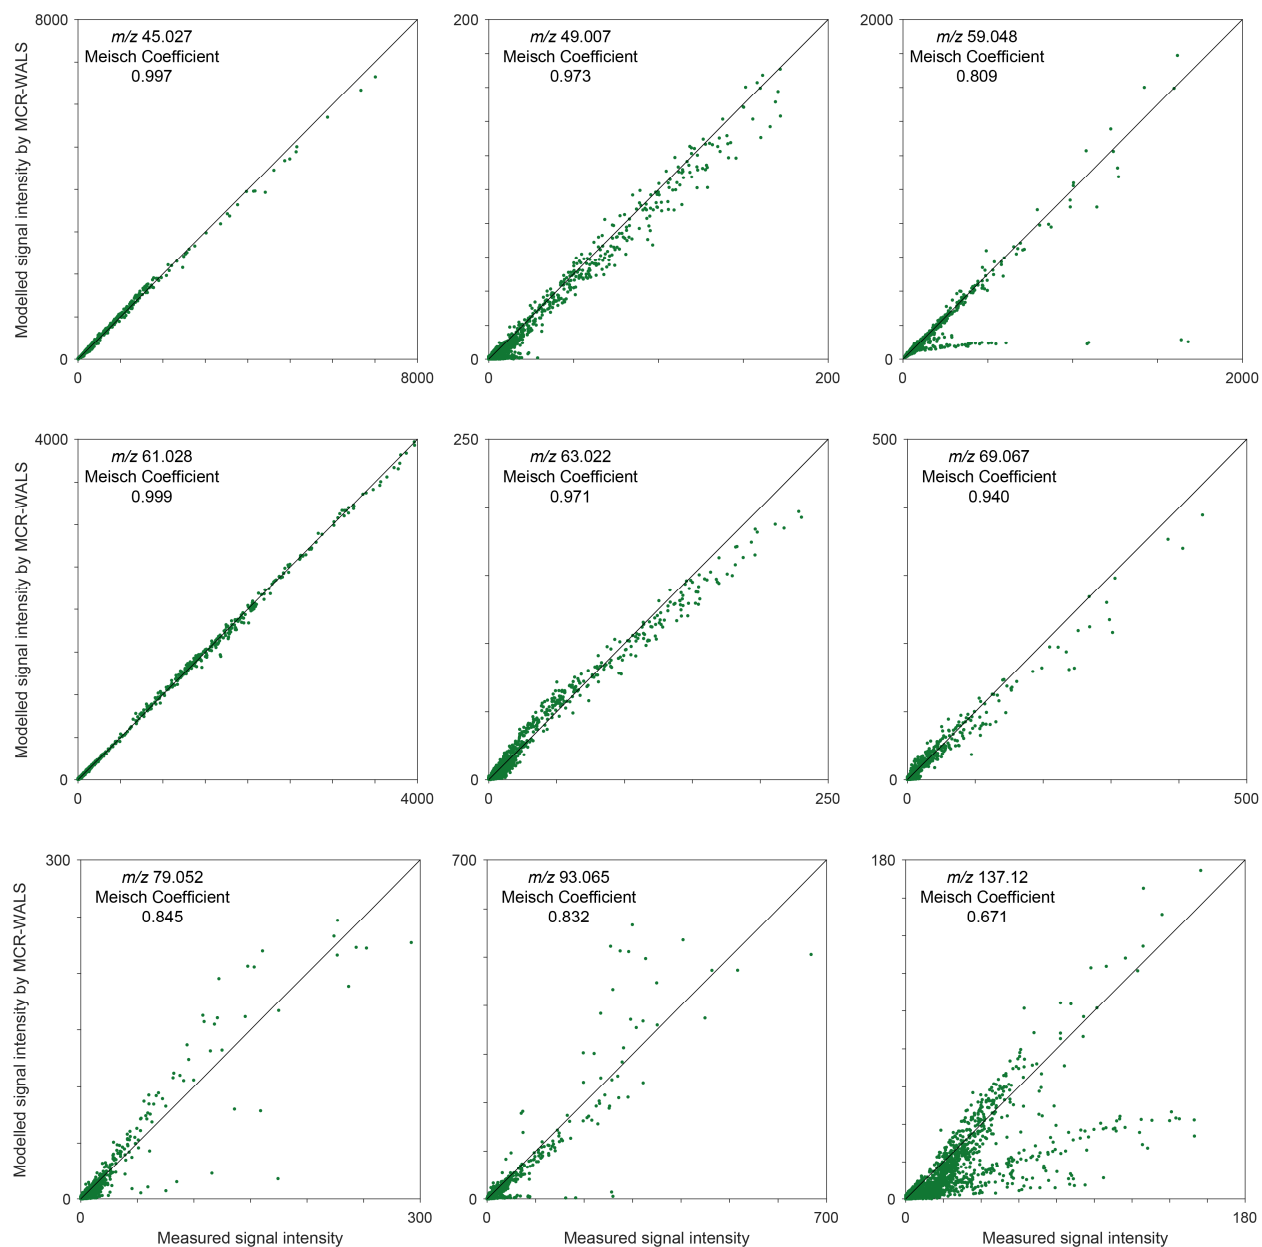 8000
m/z 45.027
Meisch Coefficient
0.997
Modelled signal intensity by MCR-WALS
0
0
8000
200
m/z 49.007
Meisch Coefficient
0.973
0
0
200
2000
m/z 59.048
Meisch Coefficient
0.809
0
0
2000
4000
m/z 61.028
Meisch Coefficient
0.999
Modelled signal intensity by MCR-WALS
0
0
4000
250
m/z 63.022
Meisch Coefficient
0.971
0
0
250
500
m/z 69.067
Meisch Coefficient
0.940
0
0
500
300
m/z 79.052
Meisch Coefficient
0.845
Modelled signal intensity by MCR-WALS
0
0
300
Measured signal intensity
700
m/z 93.065
Meisch Coefficient
0.832
0
0
700
Measured signal intensity
180
m/z 137.12
Meisch Coefficient
0.671
0
0
180
Measured signal intensity